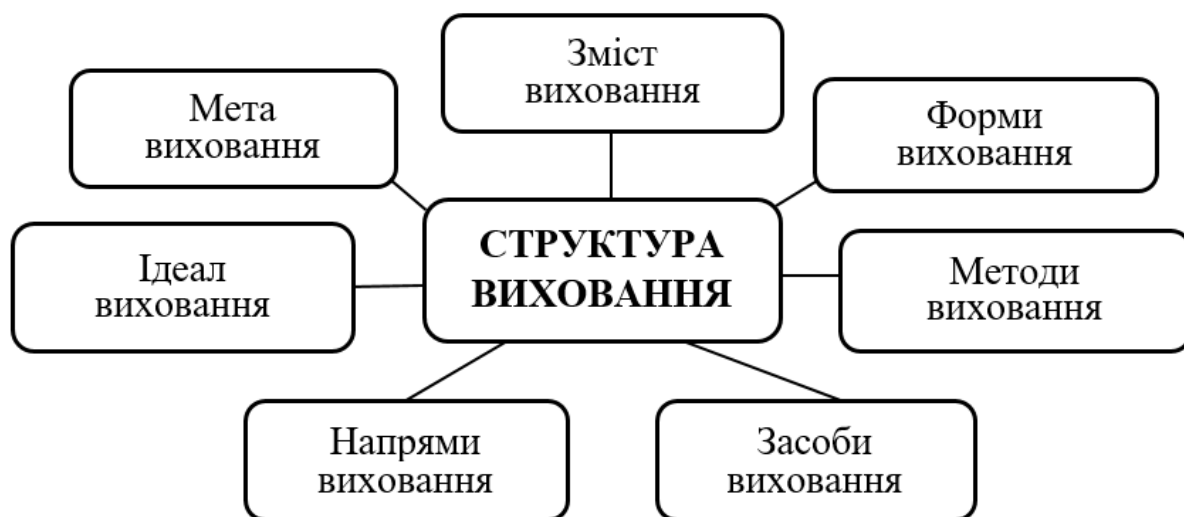 Зміст
виховання
Мета
виховання
Форми
виховання
СТРУКТУРА
ВИХОВАННЯ
Ідеал
виховання
Методи
виховання
Напрями
виховання
Засоби
виховання